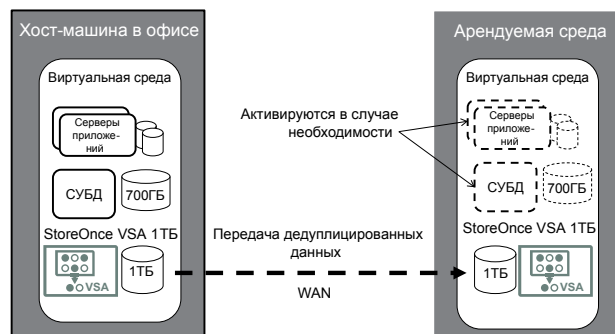 Хост-машина в офисе
Виртуальная среда
Серверы
приложе-
ний
СУБД
700ГБ
StoreOnce VSA 1ТБ
VSA
1ТБ
Активируются в случае
необходимости
Передача дедуплицированных
данных
WAN
Арендуемая среда
Виртуальная среда
Серверы
приложе-
ний
СУБД
700ГБ
StoreOnce VSA 1ТБ
1ТБ
VSA